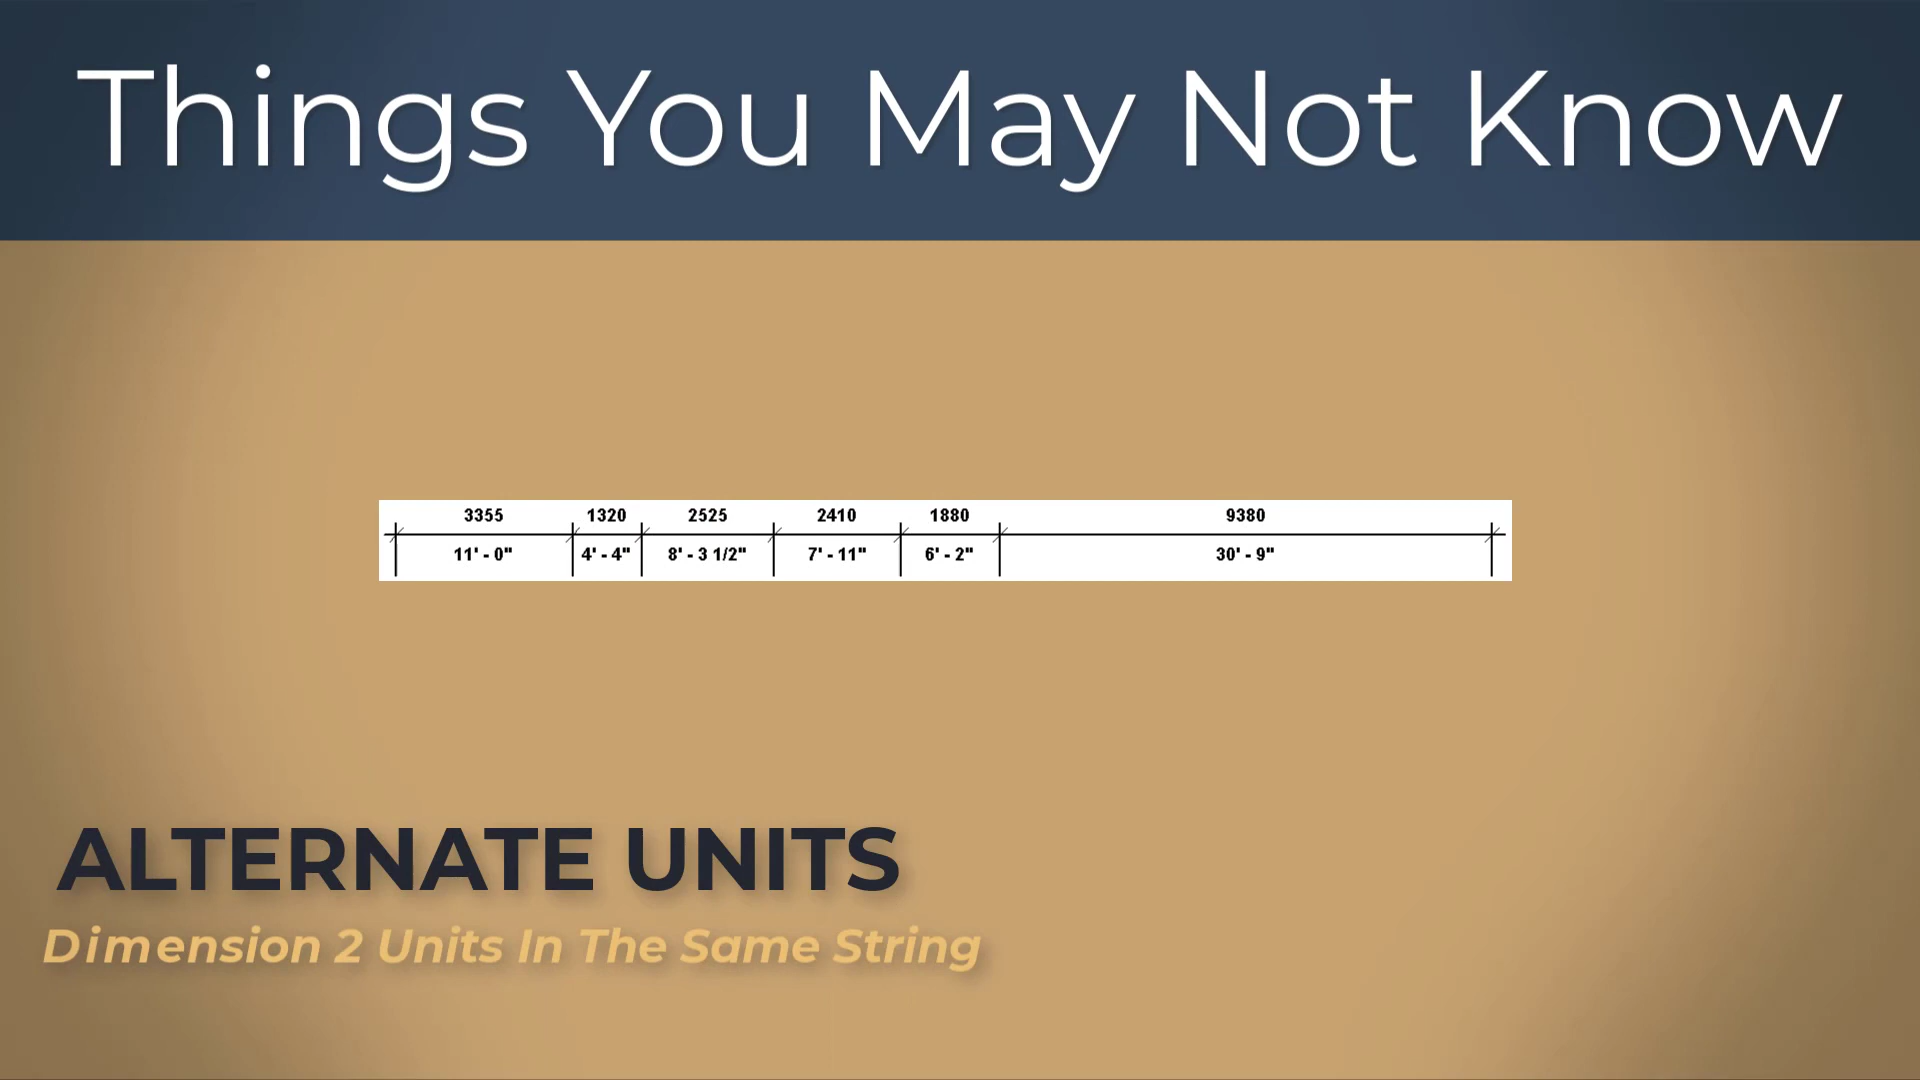 Things You May Not Know
3355 1320 2525 2410 1880 9380
11' - 0" 4' - 4" 8' - 3 1/2" 7' - 11" 6' - 2" 30' - 9"
ALTERNATE UNITS
Dimension 2 Units In The Same String